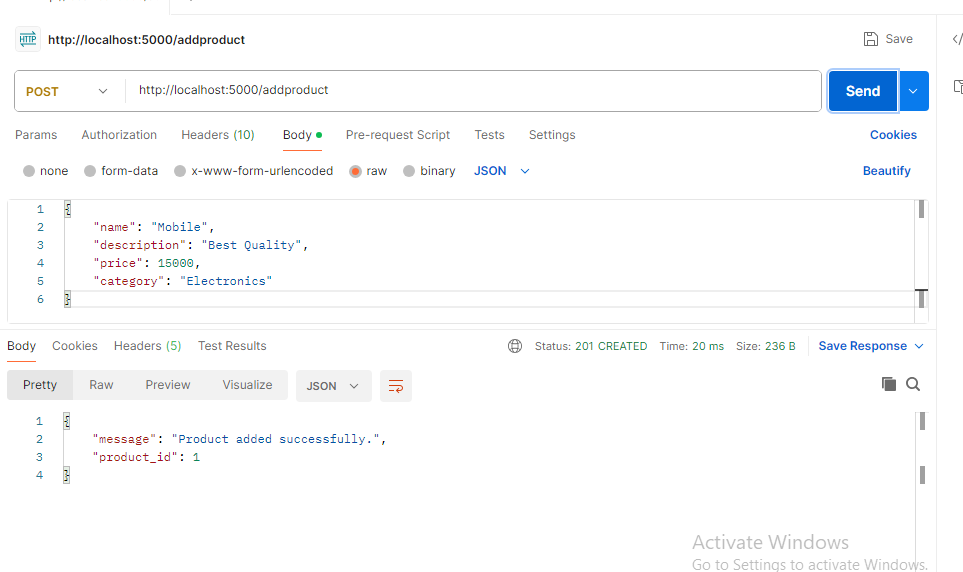 HTTP http://localhost:5000/addproduct Save
POST http://localhost:5000/addproduct Send
Params Authorization Headers (10) Body Pre-request Script Tests Settings Cookies
none form-data x-www-form-urlencoded raw binary JSON Beautify
1 {
2 "name": "Mobile",
3 "description": "Best Quality",
4 "price": 15000,
5 "category": "Electronics"
6 }
Body Cookies Headers (5) Test Results Status: 201 CREATED Time: 20 ms Size: 236 B Save Response
Pretty Raw Preview Visualize JSON
1 {
2 "message": "Product added successfully.",
3 "product_id": 1
4 }
Activate Windows
Go to Settings to activate Windows.